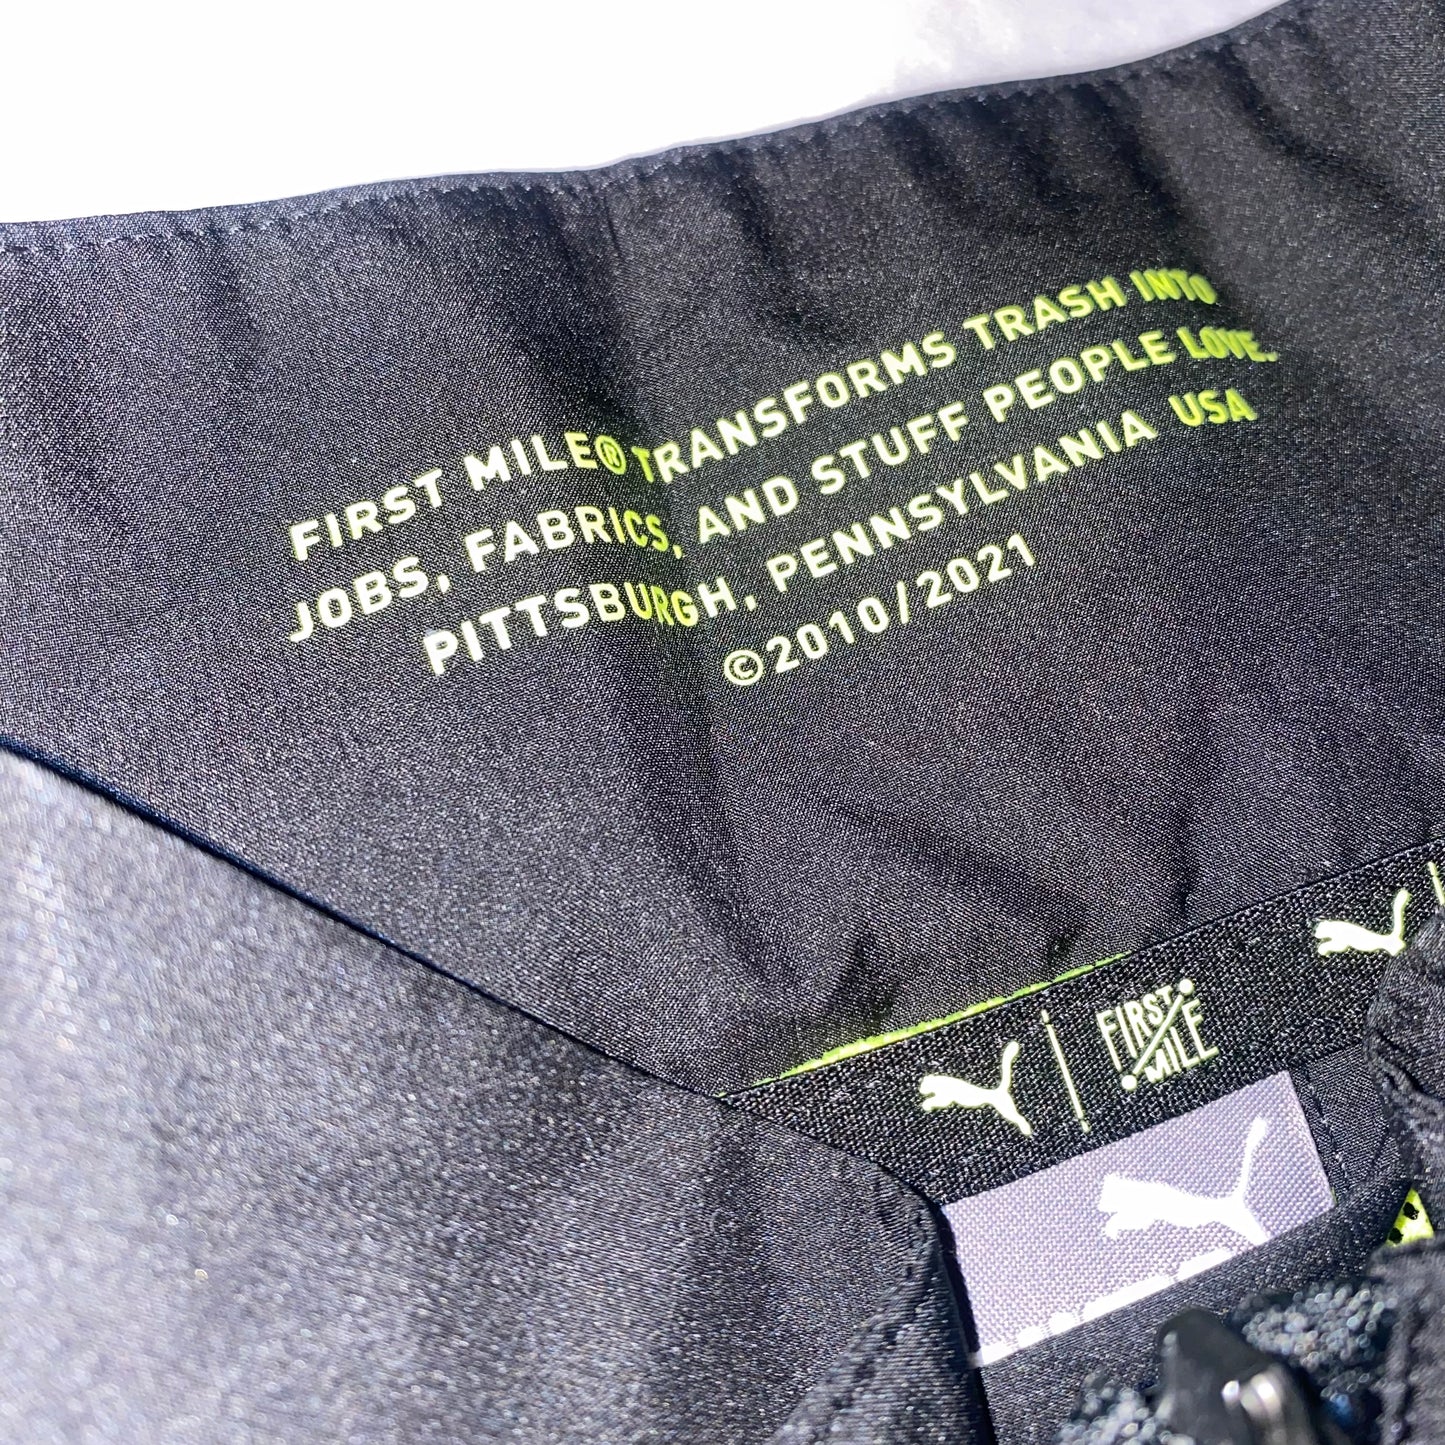 FIRST MILE® TRANSFORMS TRASH INTO
JOBS, FABRICS, AND STUFF PEOPLE LOVE.
PITTSBURGH, PENNSYLVANIA USA
©2010/2021
FIRST
MILE